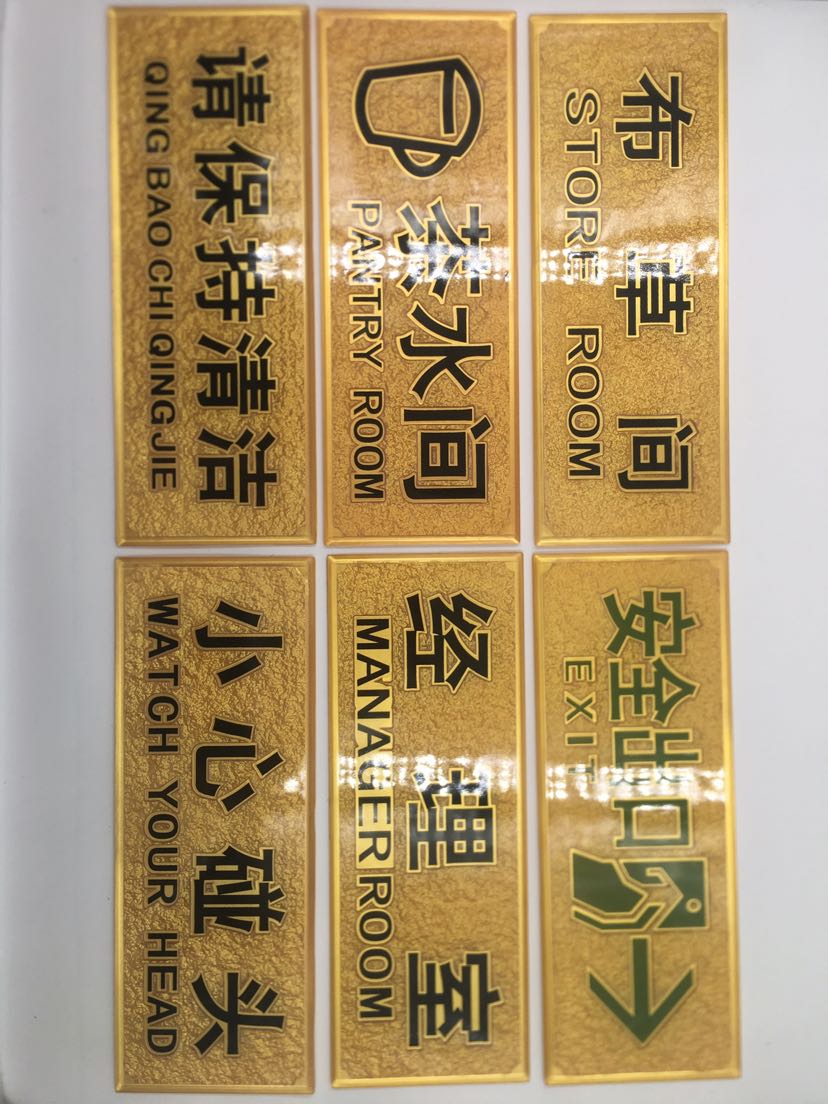 布草间
STORE ROOM
安全出口
EXIT
茶水间
PANTRY ROOM
经理室
MANAGER ROOM
请保持清洁
QING BAO CHI QING JIE
小心碰头
WATCH YOUR HEAD